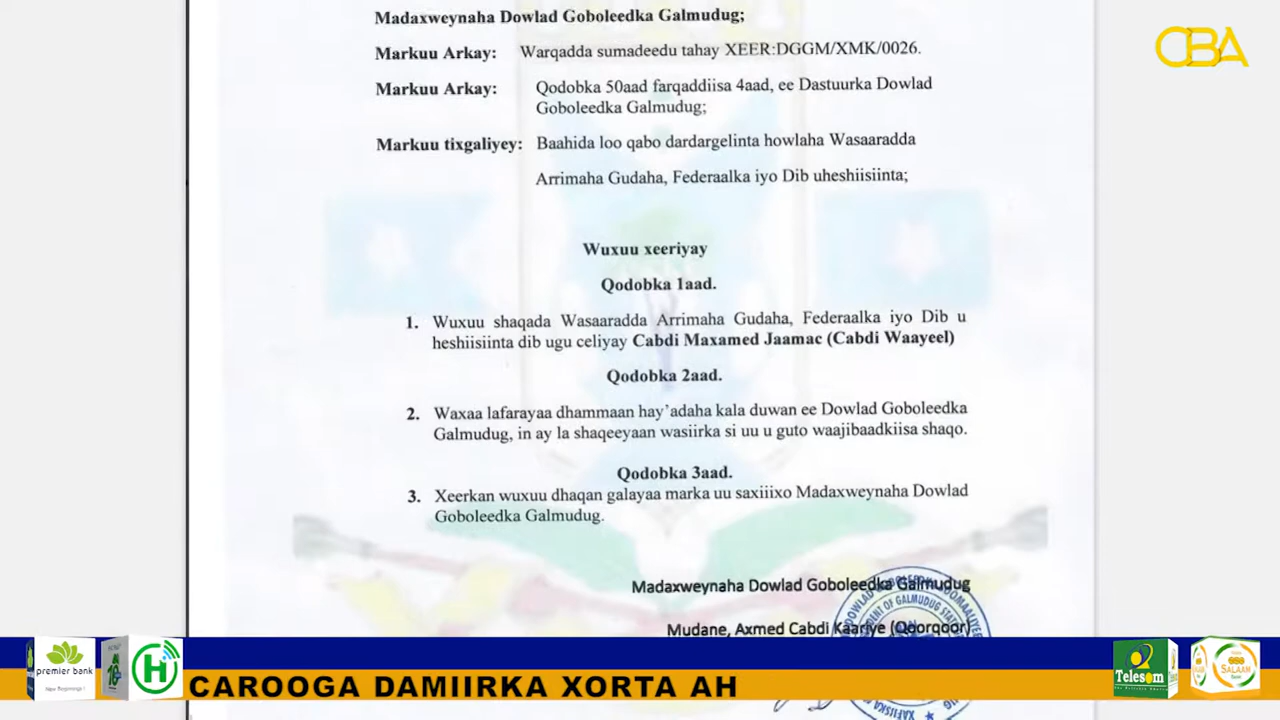 Madaxweynaha Dowlad Goboleedka Galmudug;
CBA
Markuu Arkay: Warqadda sumadeedu tahay XEER:DGGM/XMK/0026.
Markuu Arkay: Qodobka 50aad farqaddiisa 4aad, ee Dastuurka Dowlad
Goboleedka Galmudug;
Markuu tixgaliyey: Baahida loo qabo dardargelinta howlaha Wasaaradda
Arrimaha Gudaha, Federaalka iyo Dib uheshiisiinta;
Wuxuu xeeriyay
Qodobka 1aad.
1. Wuxuu shaqada Wasaaradda Arrimaha Gudaha, Federaalka iyo Dib u
heshiisiinta dib ugu celiyay Cabdi Maxamed Jaamac (Cabdi Waayeel)
Qodobka 2aad.
2. Waxaa lafarayaa dhammaan hay'adaha kala duwan ee Dowlad Goboleedka
Galmudug, in ay la shaqeeyaan wasiirka si uu u guto waajibaadkiisa shaqo.
Qodobka 3aad.
3. Xeerkan wuxuu dhaqan galayaa marka uu saxiiixo Madaxweynaha Dowlad
Goboleedka Galmudug.
Madaxweynaha Dowlad Goboleedka Galmudug
Mudane, Axmed Cabdi Kaariye (Qoorqoor)
premier bank
H
CAROOGA DAMIIRKA XORTA AH
Telesom
SALAAM